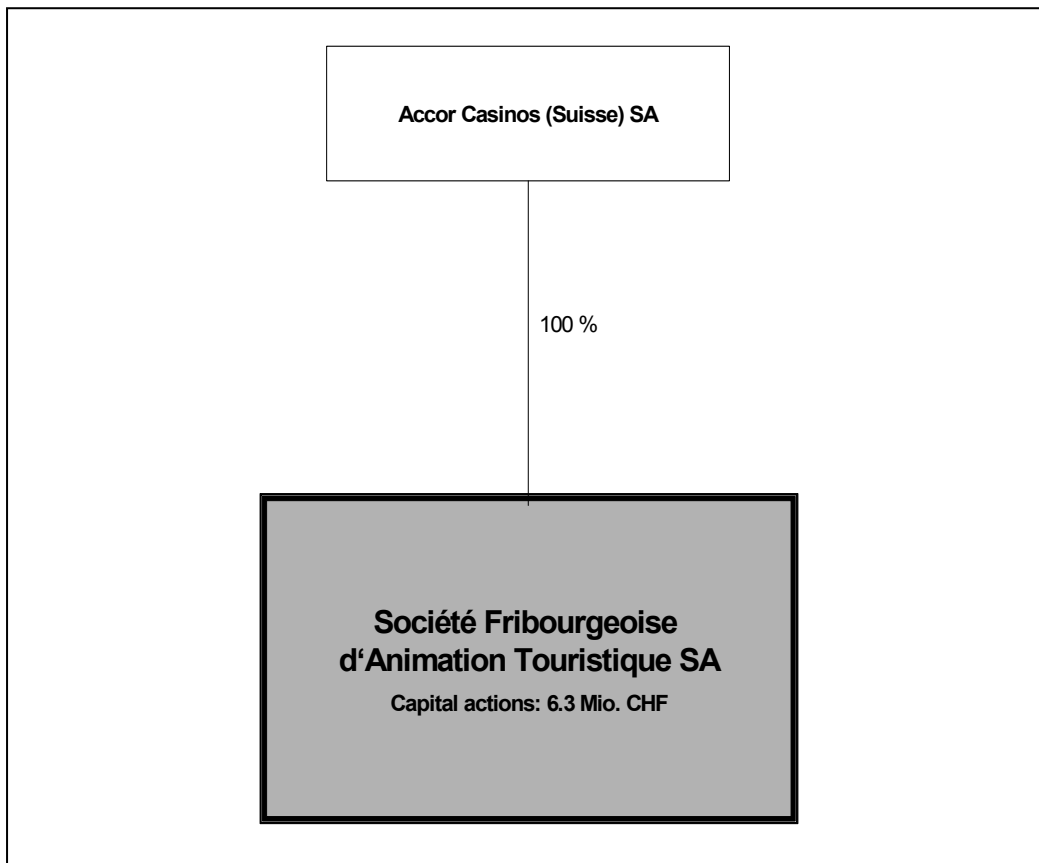 Accor Casinos (Suisse) SA
100 %
Société Fribourgeoise
d‘Animation Touristique SA
Capital actions: 6.3 Mio. CHF